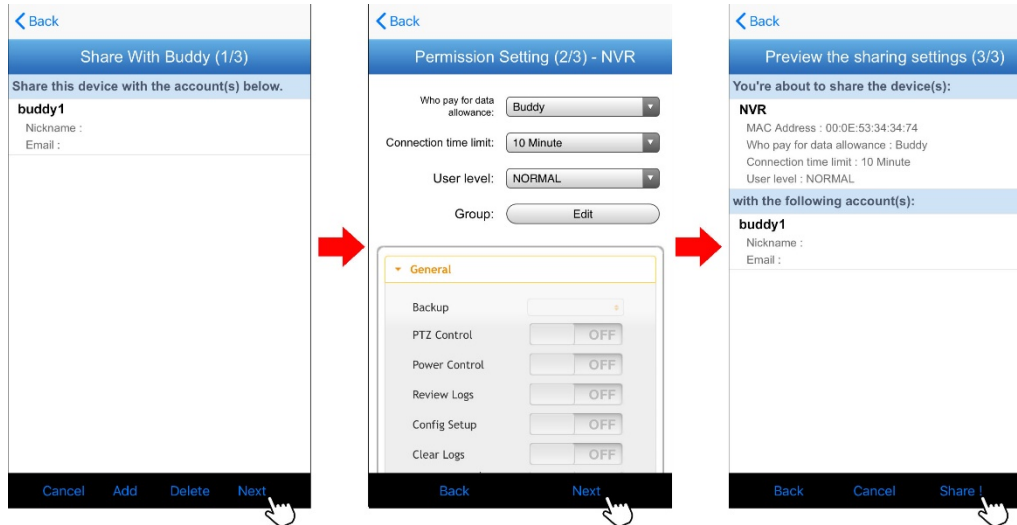 Back
Share With Buddy (1/3)
Share this device with the account(s) below.
buddy1
Nickname :
Email :
Cancel Add Delete Next
Back
Permission Setting (2/3) - NVR
Who pay for data
allowance:
Buddy
Connection time limit: 10 Minute
User level: NORMAL
Group: Edit
General
Backup
PTZ Control OFF
Power Control OFF
Review Logs OFF
Config Setup OFF
Clear Logs OFF
Back Next
Back
Preview the sharing settings (3/3)
You're about to share the device(s):
NVR
MAC Address : 00:0E:53:34:34:74
Who pay for data allowance : Buddy
Connection time limit : 10 Minute
User level : NORMAL
with the following account(s):
buddy1
Nickname :
Email :
Back Cancel Share !